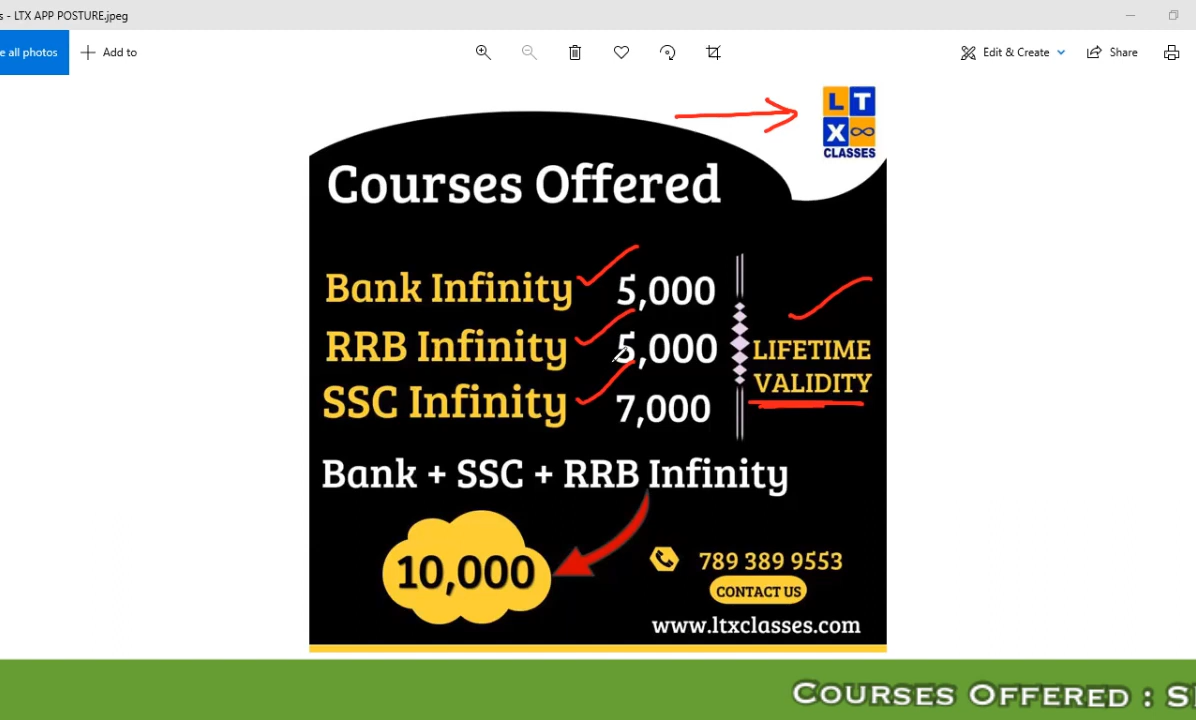 s - LTX APP POSTURE.jpeg
e all photos
Add to
Edit & Create
Share
L T
X ∞
CLASSES
Courses Offered
Bank Infinity 5,000
RRB Infinity 5,000
SSC Infinity 7,000
LIFETIME
VALIDITY
Bank + SSC + RRB Infinity
10,000
789 389 9553
CONTACT US
www.ltxclasses.com
Courses Offered : S